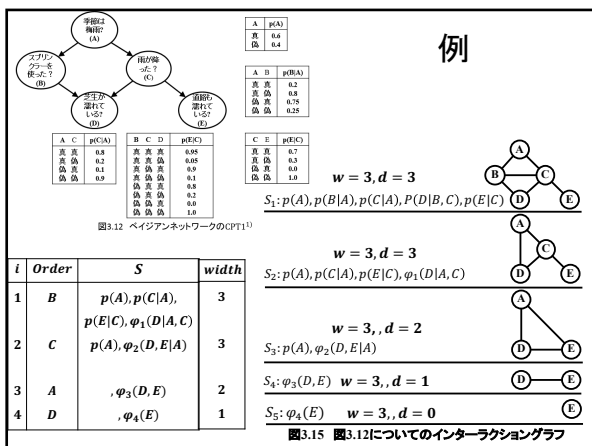 例
季節は
梅雨?
(A)
スプリン
クラーを
使った?
(B)
雨が降
った?
(C)
芝生が
濡れて
いる?
(D)
道路も
濡れて
いる?
(E)
A p(A)
真 0.6
偽 0.4
A B p(B|A)
真 真 0.2
真 偽 0.8
偽 真 0.75
偽 偽 0.25
A C p(C|A)
真 真 0.8
真 偽 0.2
偽 真 0.1
偽 偽 0.9
B C D p(E|C)
真 真 真 0.95
真 真 偽 0.05
真 偽 真 0.9
真 偽 偽 0.1
偽 真 真 0.8
偽 真 偽 0.2
偽 偽 真 0.0
偽 偽 偽 1.0
C E p(E|C)
真 真 0.7
真 偽 0.3
偽 真 0.0
偽 偽 1.0
図3.12 ベイジアンネットワークのCPT1¹⁾
i Order S width
1 B p(A), p(C|A), 3
p(E|C), φ₁(D|A, C)
2 C p(A), φ₂(D, E|A) 3
3 A , φ₃(D, E) 2
4 D , φ₄(E) 1
w = 3, d = 3
S₁: p(A), p(B|A), p(C|A), P(D|B, C), p(E|C)
A
B C
D E
w = 3, d = 3
S₂: p(A), p(C|A), p(E|C), φ₁(D|A, C)
A
C
D E
w = 3, , d = 2
S₃: p(A), φ₂(D, E|A)
A
D E
S₄: φ₃(D, E) w = 3, , d = 1
D E
S₅: φ₄(E) w = 3, , d = 0
E
図3.15 図3.12についてのインターラクショングラフ